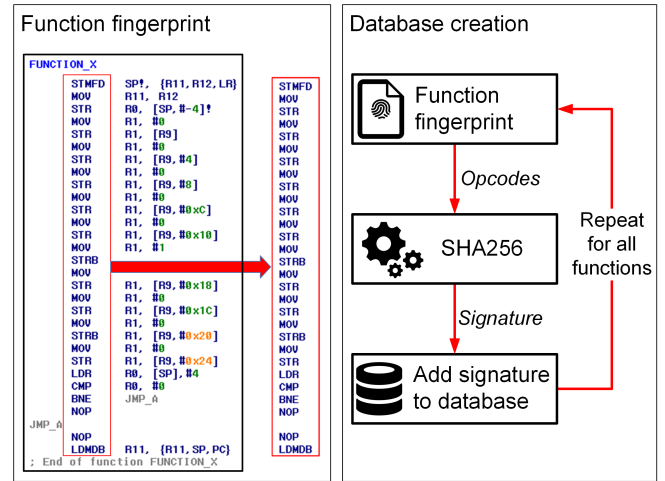 Function fingerprint
FUNCTION_X
STMFD SP!, {R11,R12,LR}
MOV R11, R12
STR R0, [SP,#-4]!
MOV R1, #0
STR R1, [R9]
MOV R1, #0
STR R1, [R9,#4]
MOV R1, #0
STR R1, [R9,#8]
MOV R1, #0
STR R1, [R9,#0xC]
MOV R1, #0
STR R1, [R9,#0x10]
MOV R1, #1
STRB
MOV
STR R1, [R9,#0x18]
MOV R1, #0
STR R1, [R9,#0x1C]
MOV R1, #0
STRB R1, [R9,#0x20]
MOV R1, #0
STR R1, [R9,#0x24]
LDR R0, [SP],#4
CMP R0, #0
BNE JMP_A
NOP
JMP_A
NOP
LDMDB R11, {R11,SP,PC}
; End of function FUNCTION_X
STMFD
MOV
STR
MOV
STR
MOV
STR
MOV
STR
MOV
STR
MOV
STR
MOV
STRB
MOV
STR
MOV
STR
MOV
STRB
MOV
STR
LDR
CMP
BNE
NOP
NOP
LDMDB
Database creation
Function
fingerprint
Opcodes
SHA256
Signature
Add signature
to database
Repeat
for all
functions